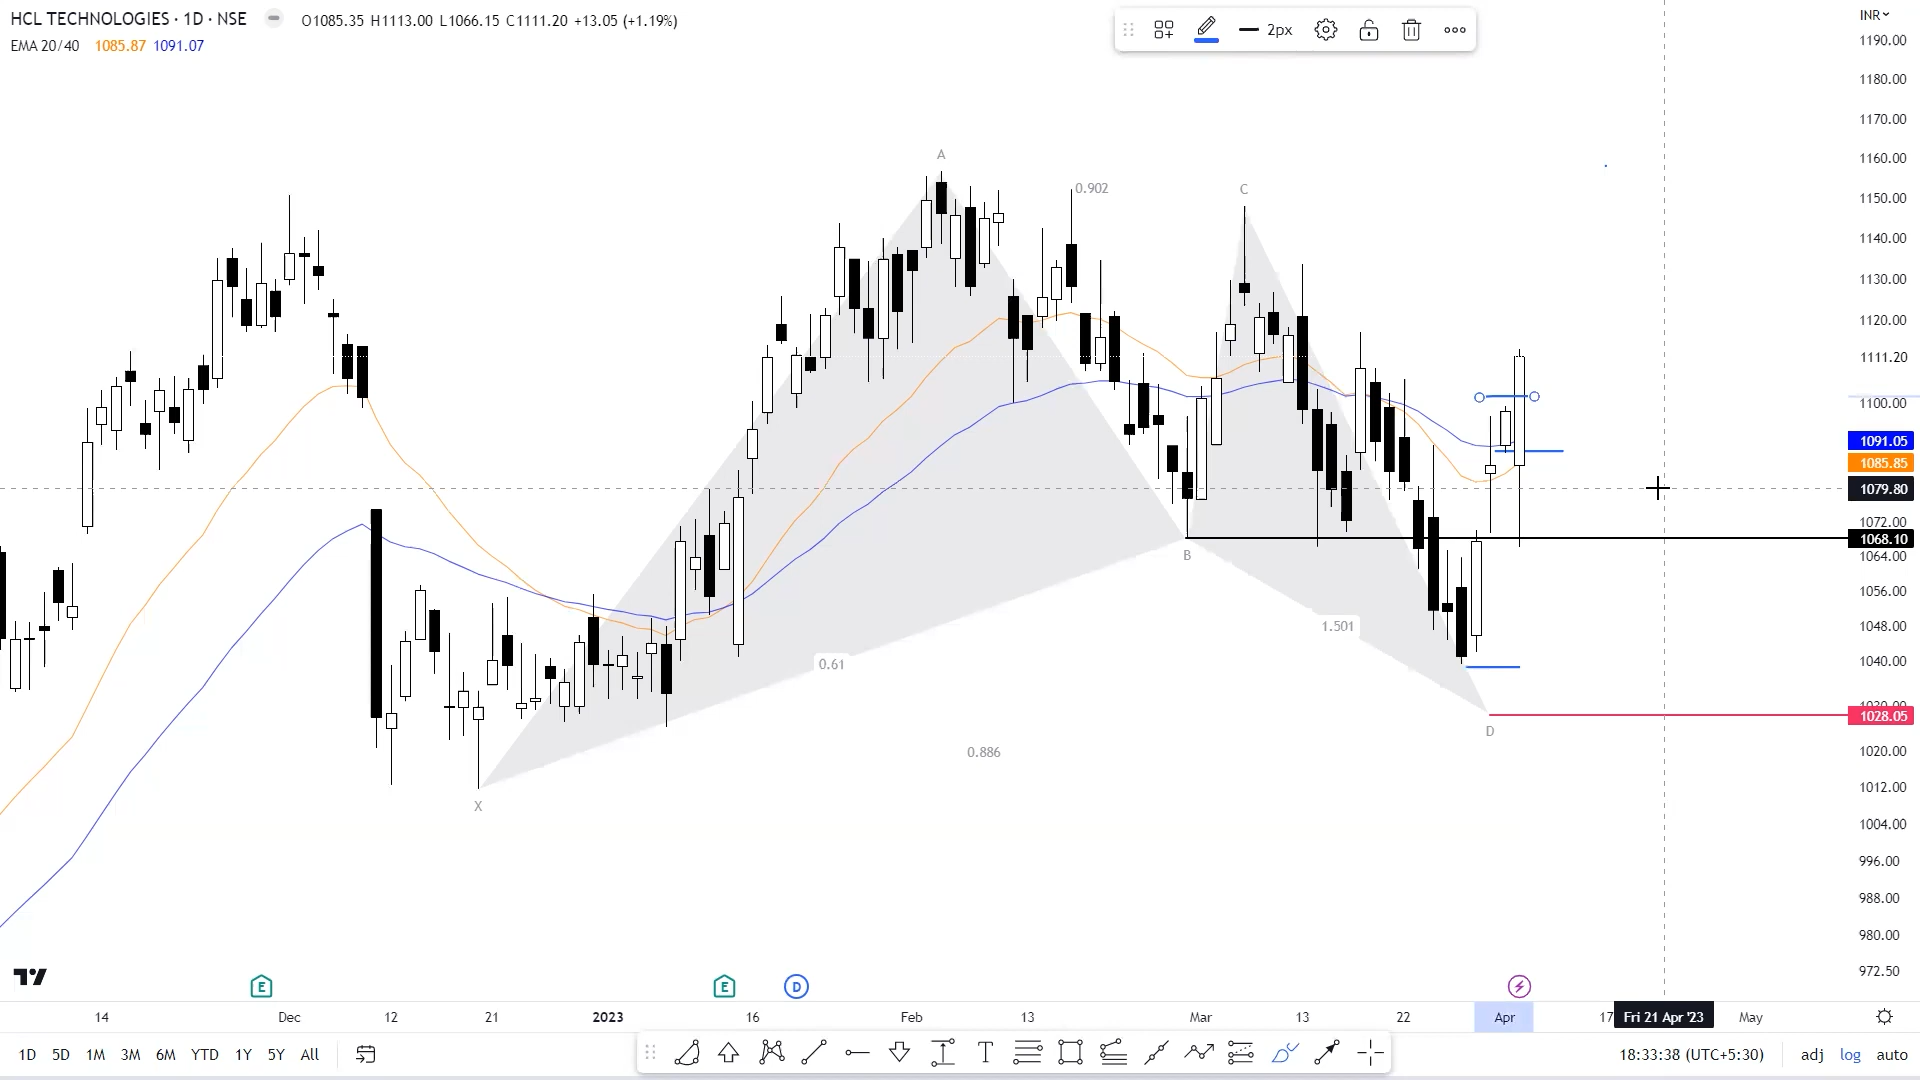 HCL TECHNOLOGIES · 1D · NSE O1085.35 H1113.00 L1066.15 C1111.20 +13.05 (+1.19%)
EMA 20/40 1085.87 1091.07
2px
INR
1190.00
1180.00
1170.00
1160.00
1150.00
1140.00
1130.00
1120.00
1111.20
1100.00
1091.05
1085.85
1079.80
1072.00
1068.10
1064.00
1056.00
1048.00
1040.00
1028.05
1020.00
1012.00
1004.00
996.00
988.00
980.00
972.50
A
0.902
C
B
1.501
0.61
D
0.886
X
E
E
D
14 Dec 12 21 2023 16 Feb 13 Mar 13 22 Apr 17 Fri 21 Apr '23 May
1D 5D 1M 3M 6M YTD 1Y 5Y All
T
18:33:38 (UTC+5:30) adj log auto